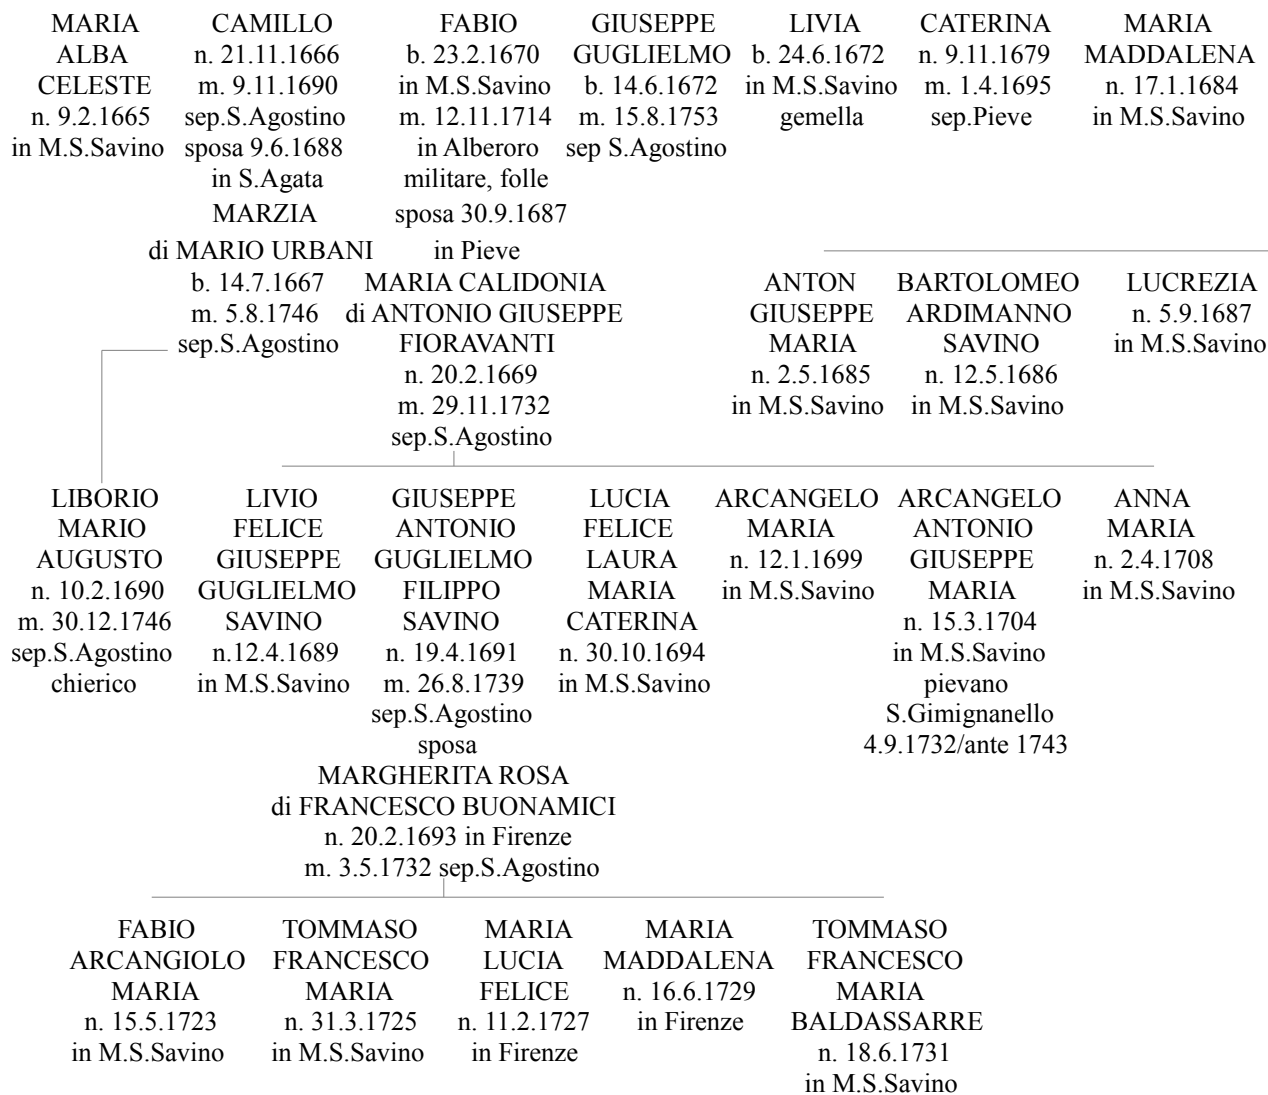 MARIA
ALBA
CELESTE
n. 9.2.1665
in M.S.Savino
CAMILLO
n. 21.11.1666
m. 9.11.1690
sep.S.Agostino
sposa 9.6.1688
in S.Agata
MARZIA
di MARIO URBANI
b. 14.7.1667
m. 5.8.1746
sep.S.Agostino
FABIO
b. 23.2.1670
in M.S.Savino
m. 12.11.1714
in Alberoro
militare, folle
sposa 30.9.1687
in Pieve
MARIA CALIDONIA
di ANTONIO GIUSEPPE
FIORAVANTI
n. 20.2.1669
m. 29.11.1732
sep.S.Agostino
GIUSEPPE
GUGLIELMO
b. 14.6.1672
m. 15.8.1753
sep S.Agostino
LIVIA
b. 24.6.1672
in M.S.Savino
gemella
CATERINA
n. 9.11.1679
m. 1.4.1695
sep.Pieve
MARIA
MADDALENA
n. 17.1.1684
in M.S.Savino
ANTON
GIUSEPPE
MARIA
n. 2.5.1685
in M.S.Savino
BARTOLOMEO
ARDIMANNO
SAVINO
n. 12.5.1686
in M.S.Savino
LUCREZIA
n. 5.9.1687
in M.S.Savino
LIBORIO
MARIO
AUGUSTO
n. 10.2.1690
m. 30.12.1746
sep.S.Agostino
chierico
LIVIO
FELICE
GIUSEPPE
GUGLIELMO
SAVINO
n.12.4.1689
in M.S.Savino
GIUSEPPE
ANTONIO
GUGLIELMO
FILIPPO
SAVINO
n. 19.4.1691
m. 26.8.1739
sep.S.Agostino
sposa
MARGHERITA ROSA
di FRANCESCO BUONAMICI
n. 20.2.1693 in Firenze
m. 3.5.1732 sep.S.Agostino
LUCIA
FELICE
LAURA
MARIA
CATERINA
n. 30.10.1694
in M.S.Savino
ARCANGELO
MARIA
n. 12.1.1699
in M.S.Savino
ARCANGELO
ANTONIO
GIUSEPPE
MARIA
n. 15.3.1704
in M.S.Savino
pievano
S.Gimignanello
4.9.1732/ante 1743
ANNA
MARIA
n. 2.4.1708
in M.S.Savino
FABIO
ARCANGIOLO
MARIA
n. 15.5.1723
in M.S.Savino
TOMMASO
FRANCESCO
MARIA
n. 31.3.1725
in M.S.Savino
MARIA
LUCIA
FELICE
n. 11.2.1727
in Firenze
MARIA
MADDALENA
n. 16.6.1729
in Firenze
TOMMASO
FRANCESCO
MARIA
BALDASSARRE
n. 18.6.1731
in M.S.Savino